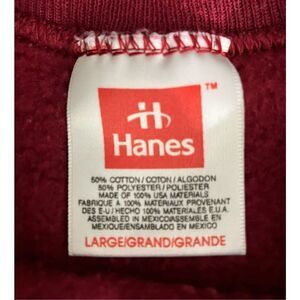 TM
Hanes
50% COTTON / COTON / ALGODON
50% POLYESTER / POLIESTER
MADE OF 100% USA MATERIALS
FABRIQUE A 100% MATERIAUX PROVENANT
DES E-U / HECHO 100% MATERIALES E.U.A.
ASSEMBLED IN MEXICO/ASSEMBLE EN
MEXIQUE/ENSAMBLADO EN MEXICO
LARGE/GRAND/GRANDE